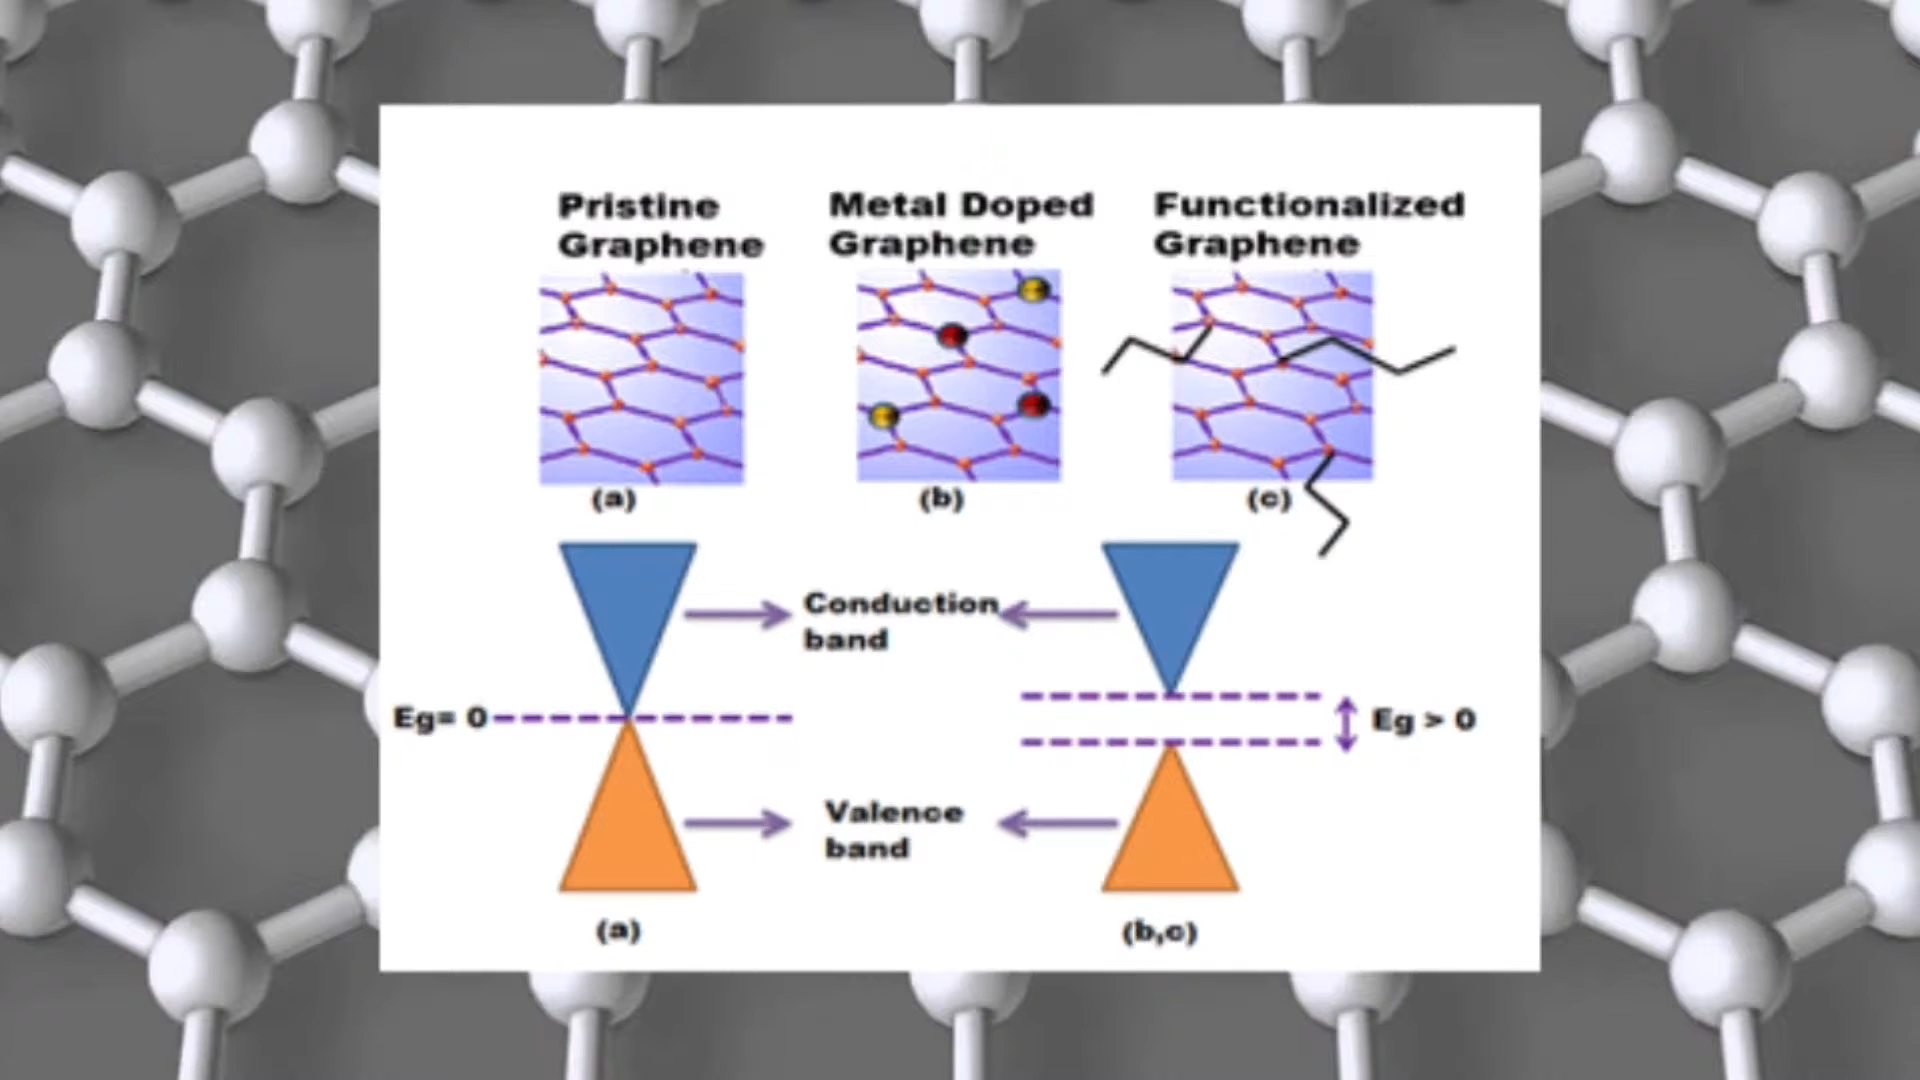 Pristine
Graphene
Metal Doped
Graphene
Functionalized
Graphene
(a)
(b)
(c)
Conduction
band
Eg= 0
Eg > 0
Valence
band
(a)
(b,c)